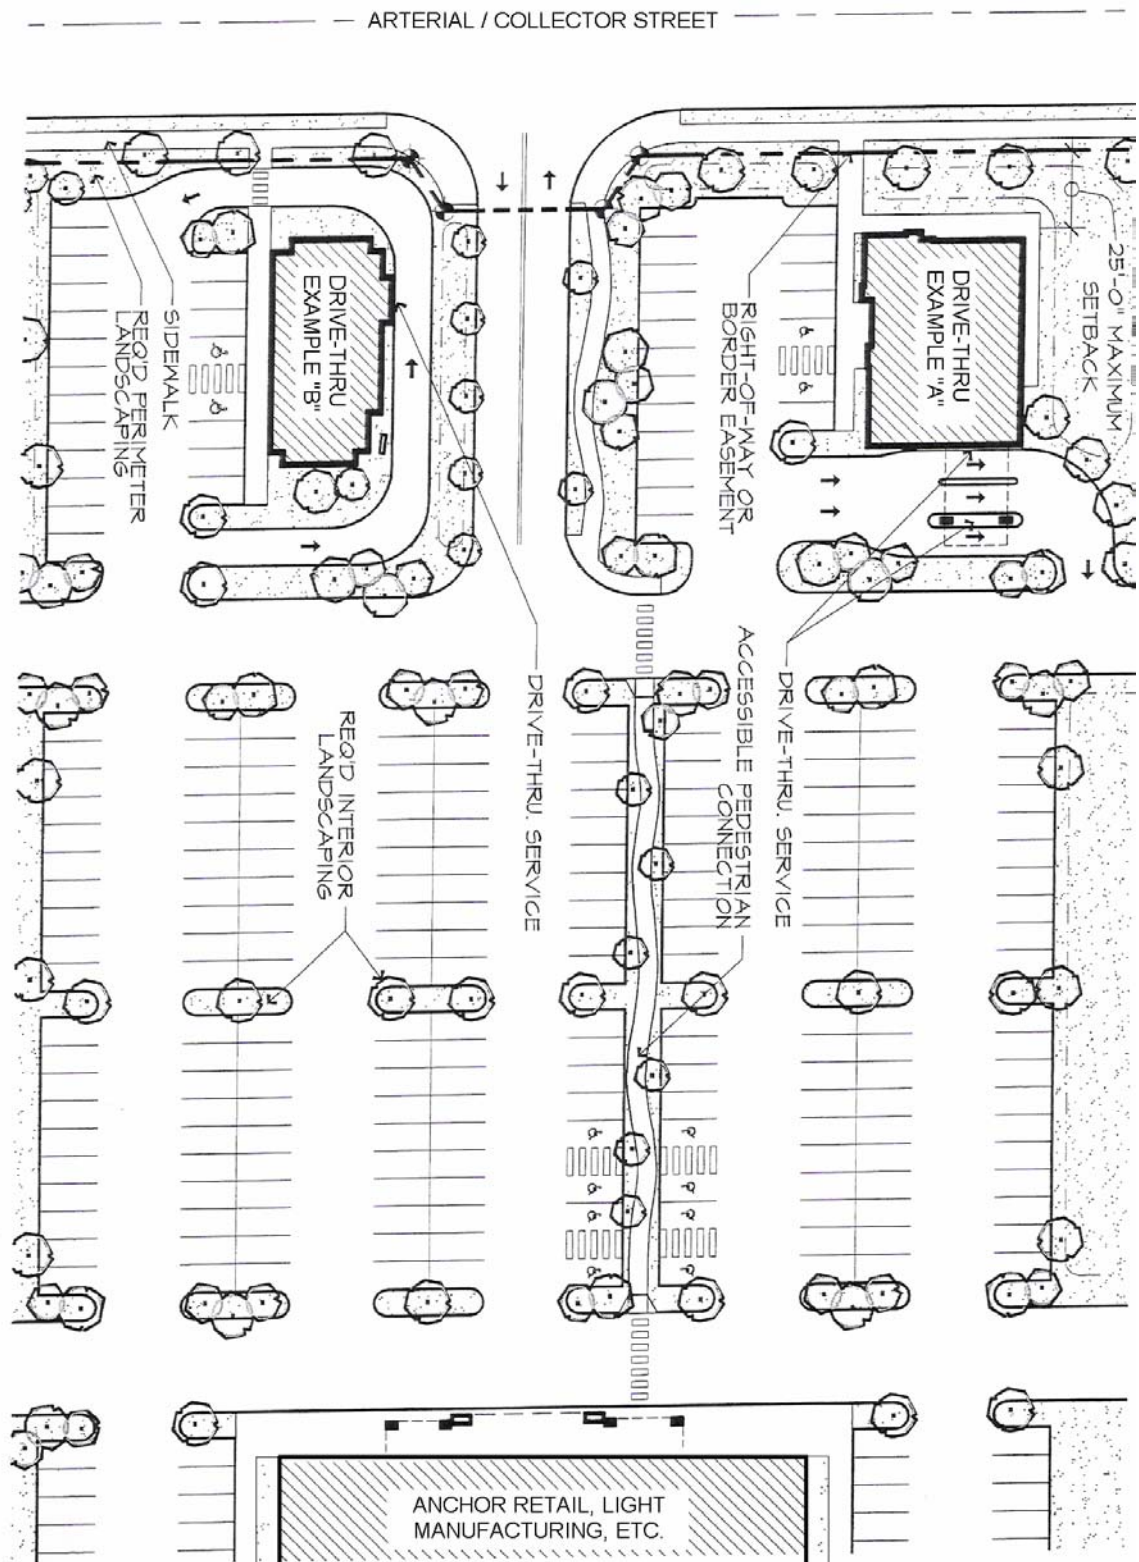 ARTERIAL / COLLECTOR STREET
25'-0" MAXIMUM
SETBACK
DRIVE-THRU
EXAMPLE "A"
RIGHT-OF-WAY OR
BORDER EASEMENT
DRIVE-THRU
EXAMPLE "B"
SIDEWALK
REQ'D PERIMETER
LANDSCAPING
DRIVE-THRU. SERVICE
ACCESSIBLE PEDESTRIAN
CONNECTION
DRIVE-THRU. SERVICE
REQ'D INTERIOR
LANDSCAPING
ANCHOR RETAIL, LIGHT
MANUFACTURING, ETC.